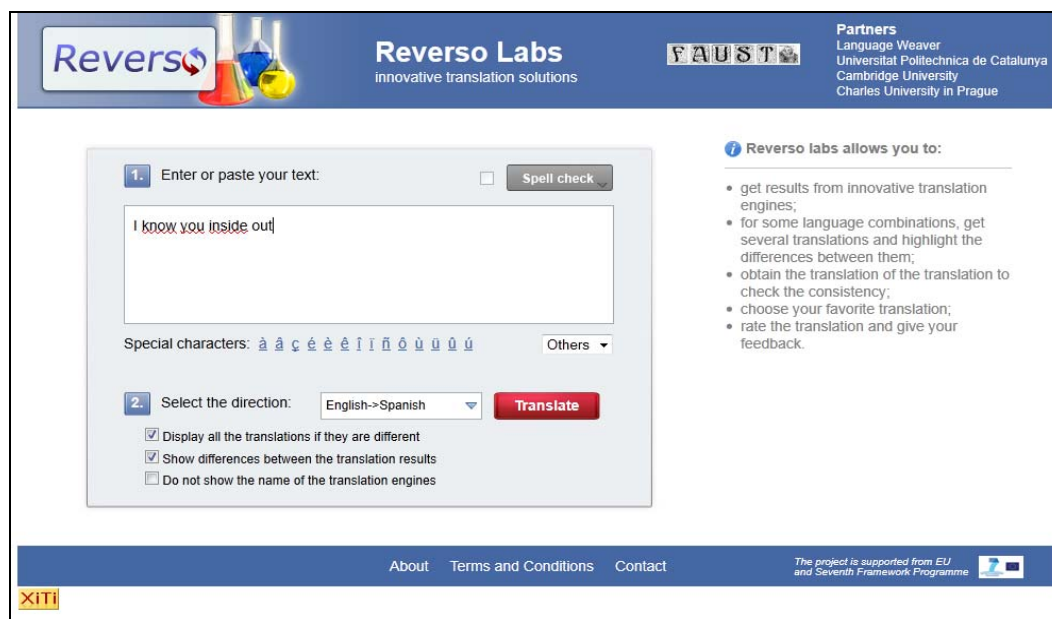 Reverso
Reverso Labs
innovative translation solutions
FAUST
Partners
Language Weaver
Universitat Politechnica de Catalunya
Cambridge University
Charles University in Prague
1. Enter or paste your text:
Spell check
I know you inside out
Special characters: à â ç é è ê î ï ñ ô ù ü û ú
Others
2. Select the direction:
English->Spanish
Translate
Display all the translations if they are different
Show differences between the translation results
Do not show the name of the translation engines
Reverso labs allows you to:
• get results from innovative translation
engines;
• for some language combinations, get
several translations and highlight the
differences between them;
• obtain the translation of the translation to
check the consistency;
• choose your favorite translation;
• rate the translation and give your
feedback.
About Terms and Conditions Contact
The project is supported from EU
and Seventh Framework Programme
XiTi